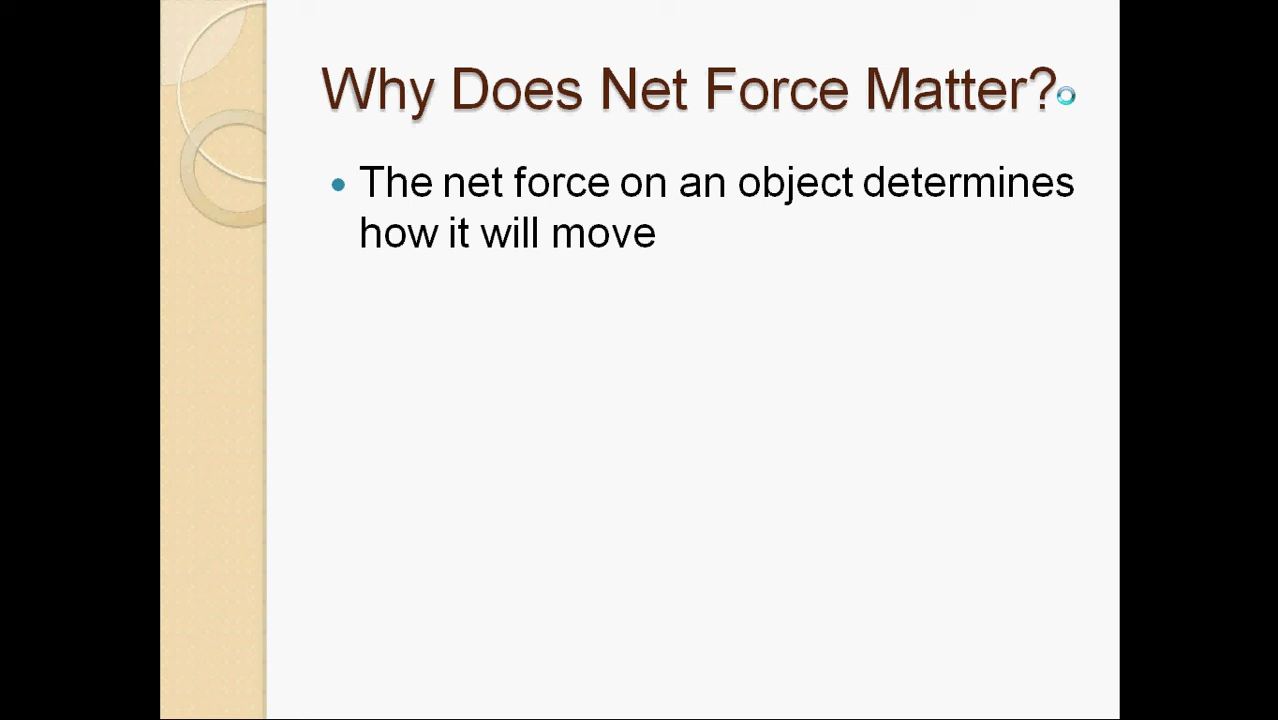 Why Does Net Force Matter?
• The net force on an object determines
how it will move